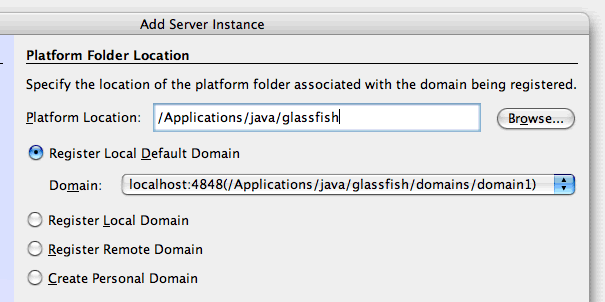 Add Server Instance
Platform Folder Location
Specify the location of the platform folder associated with the domain being registered.
Platform Location: /Applications/java/glassfish Browse...
Register Local Default Domain
Domain: localhost:4848(/Applications/java/glassfish/domains/domain1)
Register Local Domain
Register Remote Domain
Create Personal Domain